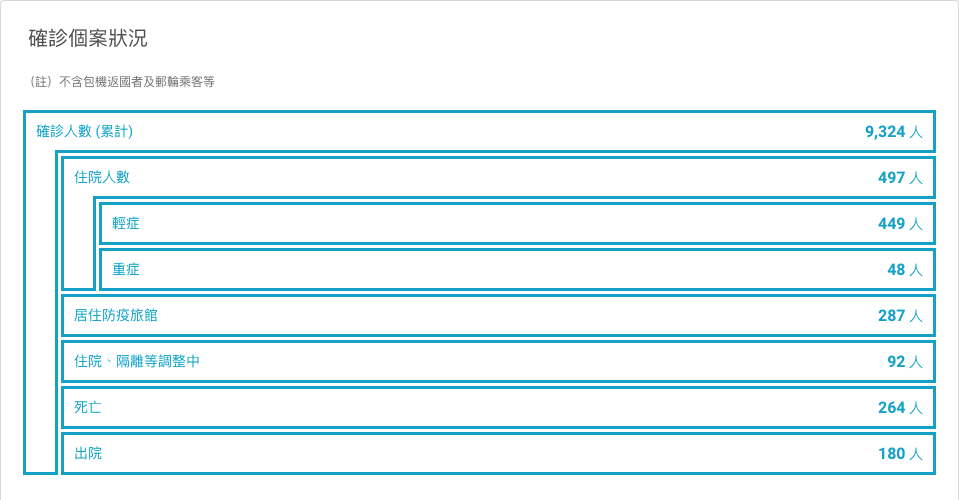 確診個案狀況
（註）不含包機返國者及郵輪乘客等
確診人數 (累計) 9,324 人
住院人數 497 人
輕症 449 人
重症 48 人
居住防疫旅館 287 人
住院、隔離等調整中 92 人
死亡 264 人
出院 180 人